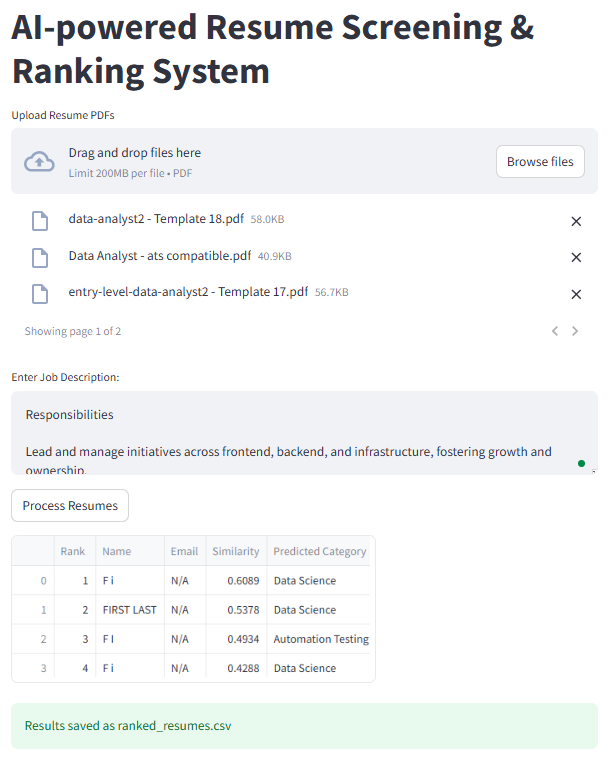 AI-powered Resume Screening &
Ranking System
Upload Resume PDFs
Drag and drop files here
Limit 200MB per file • PDF
Browse files
data-analyst2 - Template 18.pdf 58.0KB
Data Analyst - ats compatible.pdf 40.9KB
entry-level-data-analyst2 - Template 17.pdf 56.7KB
Showing page 1 of 2
Enter Job Description:
Responsibilities
Lead and manage initiatives across frontend, backend, and infrastructure, fostering growth and
ownership.
Process Resumes
Rank Name Email Similarity Predicted Category
0 1 F i N/A 0.6089 Data Science
1 2 FIRST LAST N/A 0.5378 Data Science
2 3 F I N/A 0.4934 Automation Testing
3 4 F i N/A 0.4288 Data Science
Results saved as ranked_resumes.csv